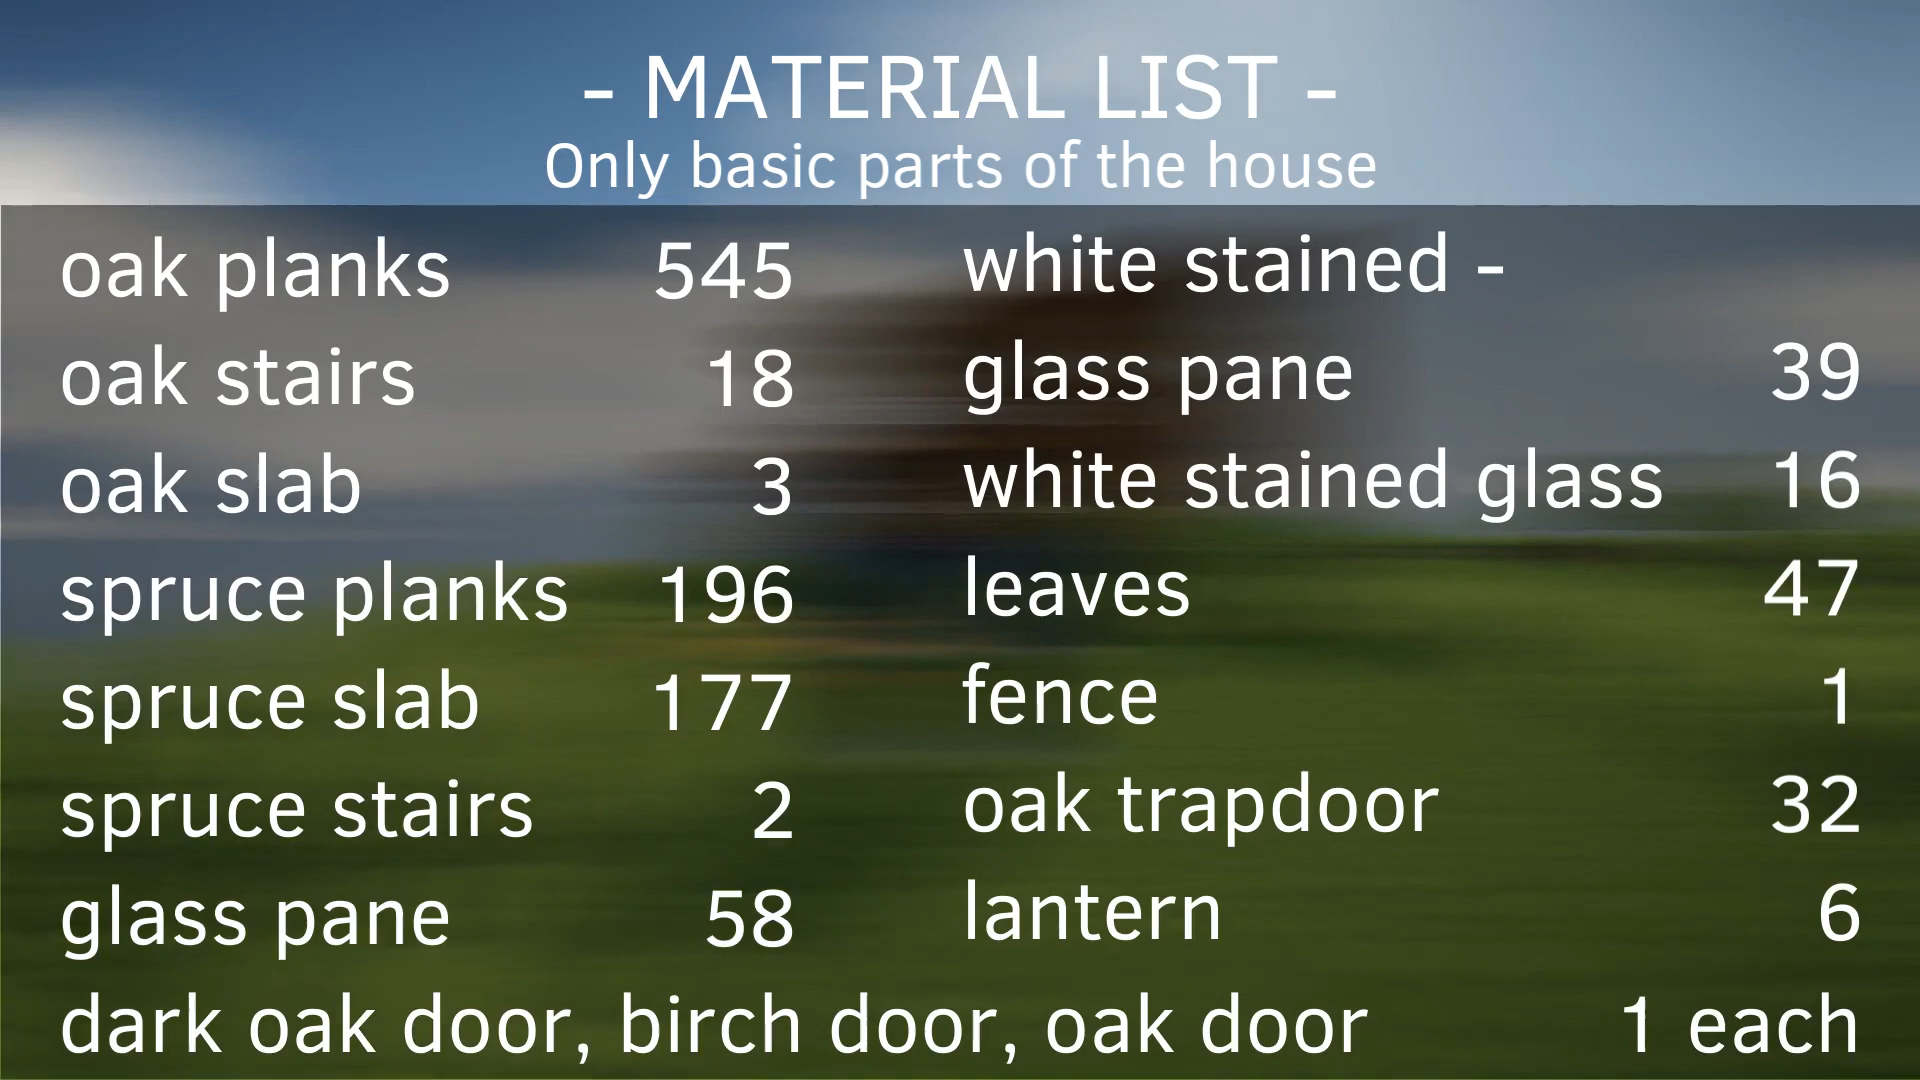 - MATERIAL LIST -
Only basic parts of the house
oak planks 545
oak stairs 18
oak slab 3
spruce planks 196
spruce slab 177
spruce stairs 2
glass pane 58
white stained -
glass pane 39
white stained glass 16
leaves 47
fence 1
oak trapdoor 32
lantern 6
dark oak door, birch door, oak door 1 each